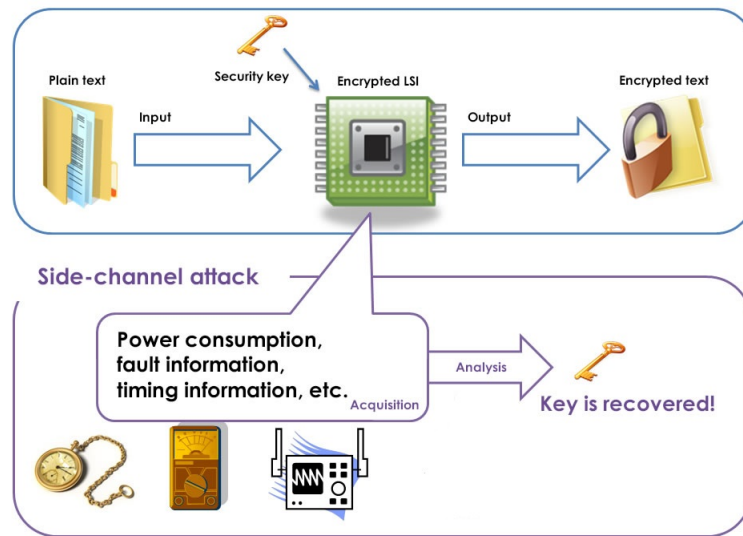 Security key
Plain text
Encrypted LSI
Encrypted text
Input
Output
Side-channel attack
Power consumption,
fault information,
timing information, etc.
Acquisition
Analysis
Key is recovered!